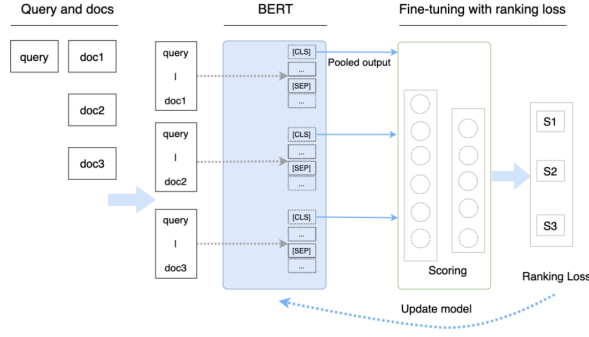 Query and docs
BERT
Fine-tuning with ranking loss
query
doc1
doc2
doc3
query
|
doc1
query
|
doc2
query
|
doc3
[CLS]
...
[SEP]
...
[CLS]
...
[SEP]
...
[CLS]
...
[SEP]
...
Pooled output
Scoring
S1
S2
S3
Ranking Loss
Update model